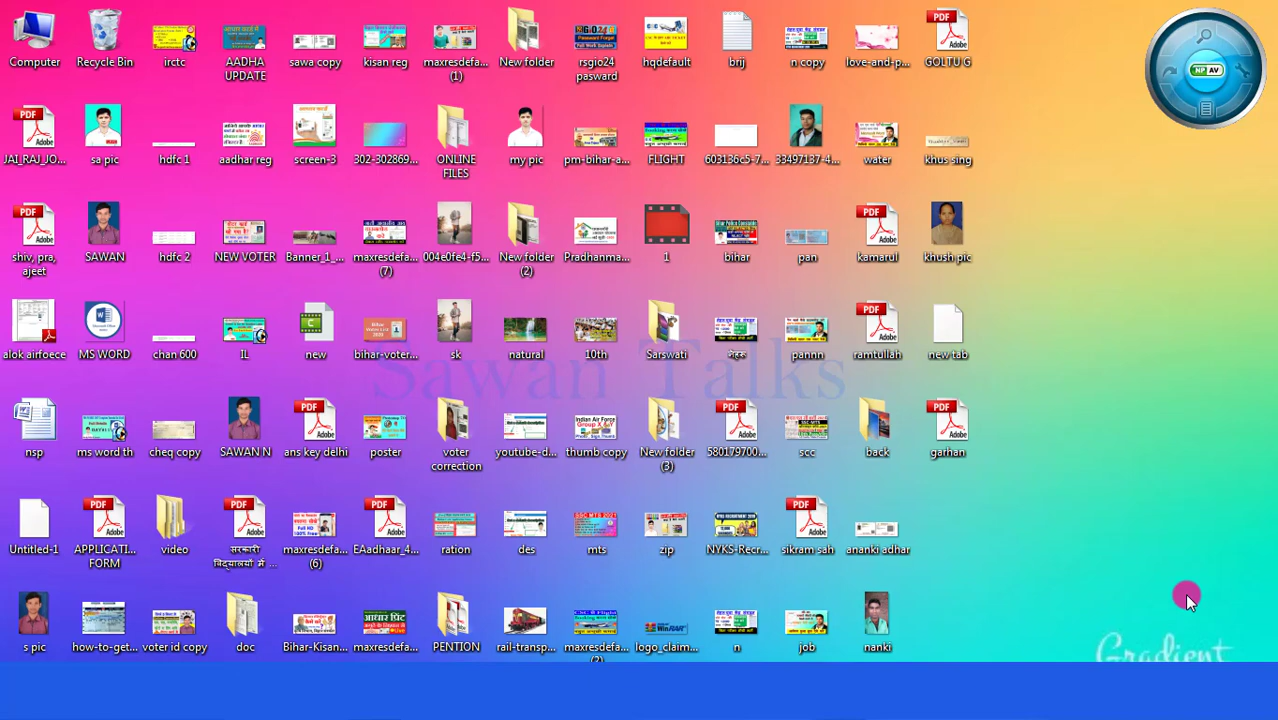 Computer
Recycle Bin
irctc
AADHA UPDATE
sawa copy
kisan reg
maxresdefa... (1)
New folder
rsgio24 pasward
hqdefault
brij
n copy
love-and-p...
GOLTU G
JAI_RAJ_JO...
sa pic
hdfc 1
aadhar reg
screen-3
302-302869...
ONLINE FILES
my pic
pm-bihar-a...
FLIGHT
603136c5-7...
33497137-4...
water
khus sing
shiv, pra, ajeet
SAWAN
hdfc 2
NEW VOTER
Banner_1_...
maxresdefa... (7)
004e0fe4-f5...
New folder (2)
Pradhanma...
1
bihar
pan
kamarul
khush pic
alok airfoece
MS WORD
chan 600
IL
new
bihar-voter...
sk
natural
10th
Sarswati
नेहरू
pannn
ramtullah
new tab
Sawan Talks
nsp
ms word th
cheq copy
SAWAN N
ans key delhi
poster
voter correction
youtube-d...
thumb copy
New folder (3)
580179700...
scc
back
garhan
Untitled-1
APPLICATI... FORM
video
सरकारी विद्यालयों में ...
maxresdefa... (6)
EAadhaar_4...
ration
des
mts
zip
NYKS-Recr...
sikram sah
ananki adhar
s pic
how-to-get...
voter id copy
doc
Bihar-Kisan...
maxresdefa...
PENTION
rail-transp...
maxresdefa... (2)
logo_claim...
n
job
nanki
NP AV
Gradient